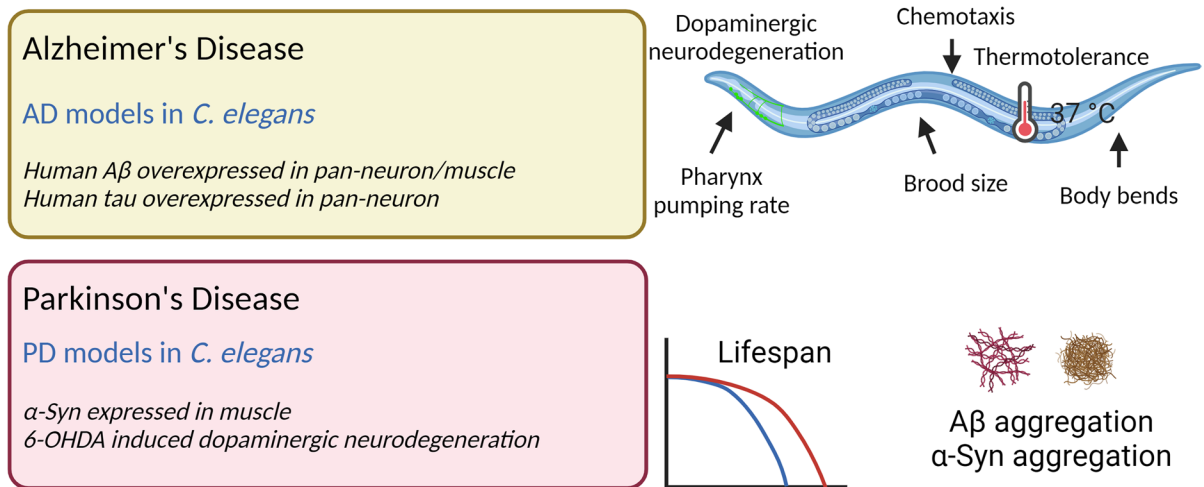 Alzheimer's Disease
AD models in C. elegans
Human Aβ overexpressed in pan-neuron/muscle
Human tau overexpressed in pan-neuron
Dopaminergic
neurodegeneration
Chemotaxis
Thermotolerance
37 °C
Pharynx
pumping rate
Brood size
Body bends
Parkinson's Disease
PD models in C. elegans
α-Syn expressed in muscle
6-OHDA induced dopaminergic neurodegeneration
Lifespan
Aβ aggregation
α-Syn aggregation